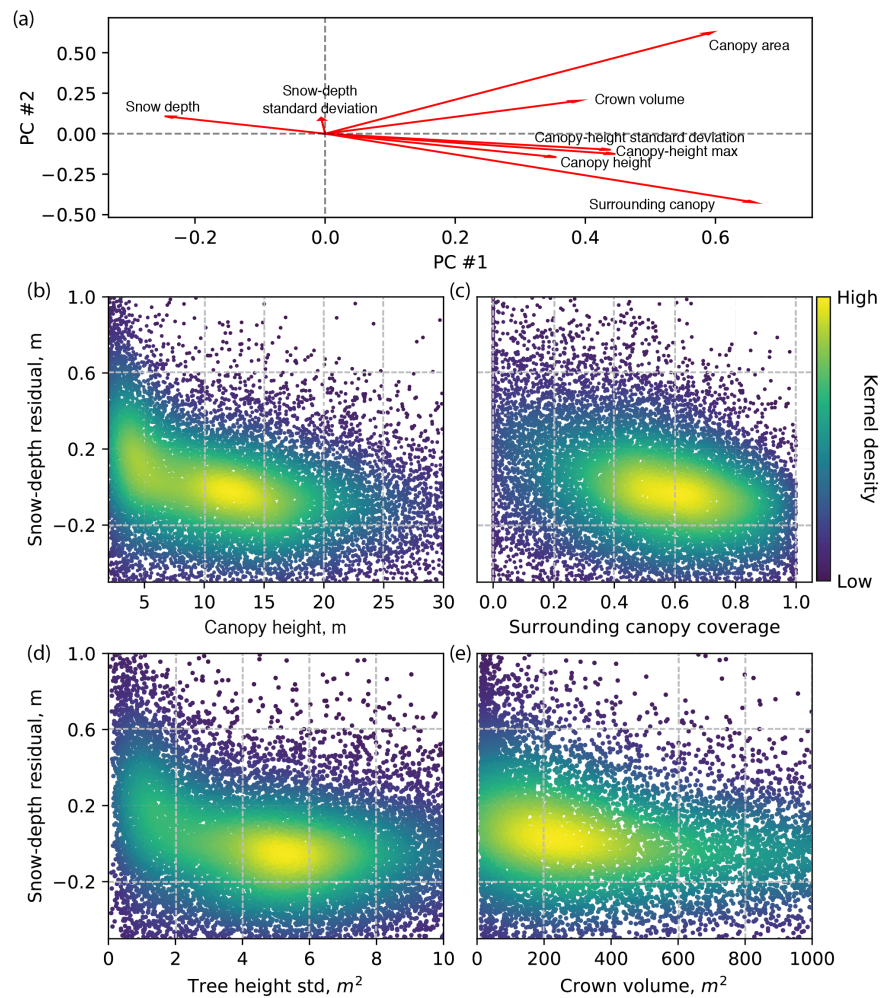 (a)
0.50
0.25
0.00
−0.25
−0.50
PC #2
Canopy area
Snow-depth
standard deviation
Snow depth
Crown volume
Canopy-height standard deviation
Canopy-height max
Canopy height
Surrounding canopy
−0.2
0.0
0.2
0.4
0.6
PC #1
(b)
1.0
0.6
0.2
−0.2
Snow-depth residual, m
5
10
15
20
25
30
Canopy height, m
(c)
0.0
0.2
0.4
0.6
0.8
1.0
Surrounding canopy coverage
High
Kernel density
Low
(d)
1.0
0.6
0.2
−0.2
Snow-depth residual, m
0
2
4
6
8
10
Tree height std, m²
(e)
0
200
400
600
800
1000
Crown volume, m²